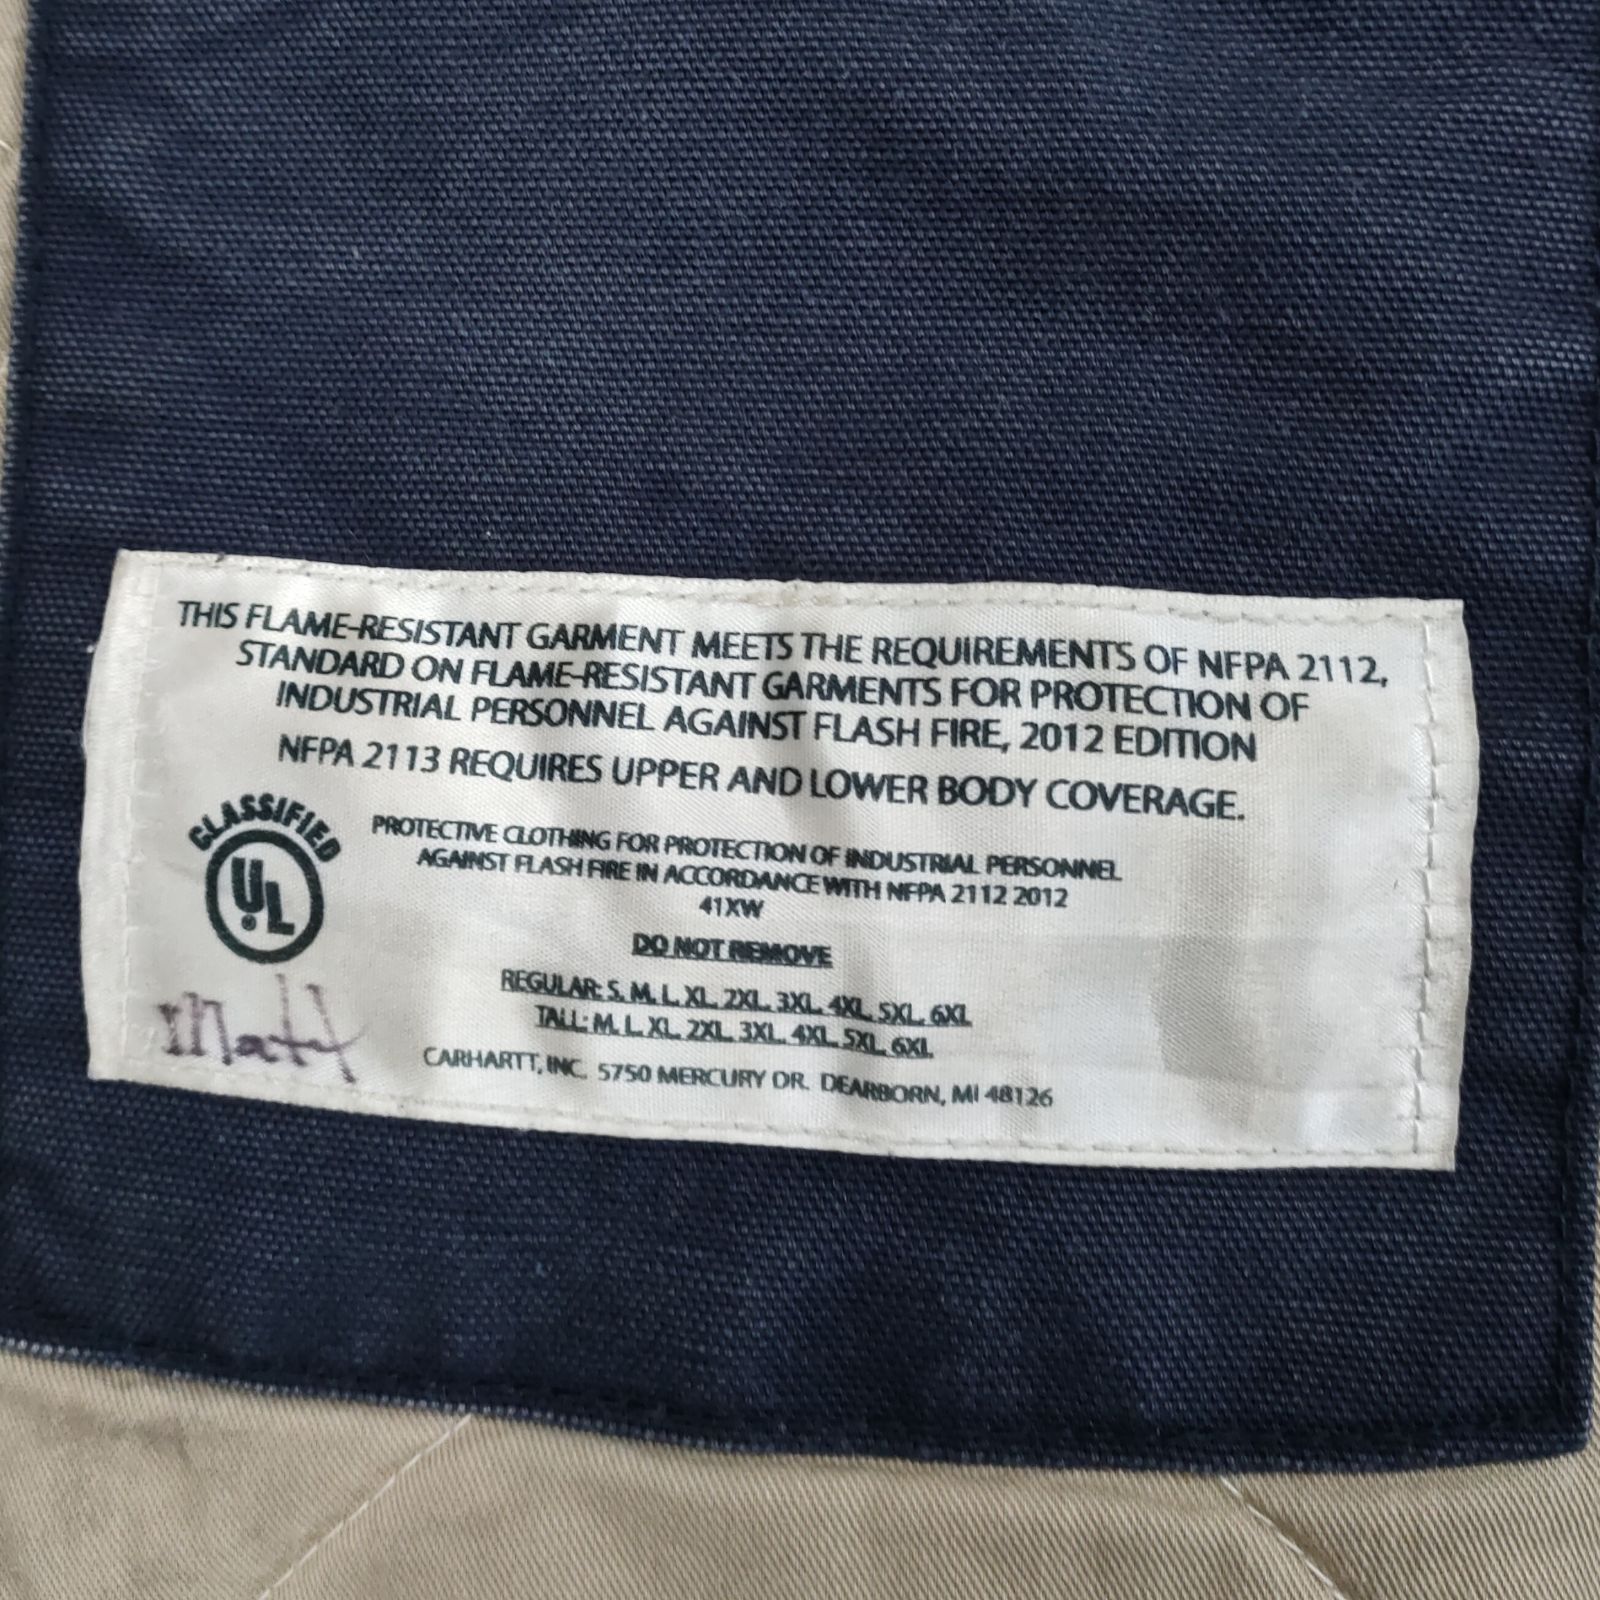 THIS FLAME-RESISTANT GARMENT MEETS THE REQUIREMENTS OF NFPA 2112,
STANDARD ON FLAME-RESISTANT GARMENTS FOR PROTECTION OF
INDUSTRIAL PERSONNEL AGAINST FLASH FIRE, 2012 EDITION
NFPA 2113 REQUIRES UPPER AND LOWER BODY COVERAGE.
CLASSIFIED
UL
PROTECTIVE CLOTHING FOR PROTECTION OF INDUSTRIAL PERSONNEL
AGAINST FLASH FIRE IN ACCORDANCE WITH NFPA 2112 2012
41XW
DO NOT REMOVE
REGULAR: S, M, L, XL, 2XL, 3XL, 4XL, 5XL, 6XL
TALL: M, L, XL, 2XL, 3XL, 4XL, 5XL, 6XL
CARHARTT, INC. 5750 MERCURY DR. DEARBORN, MI 48126